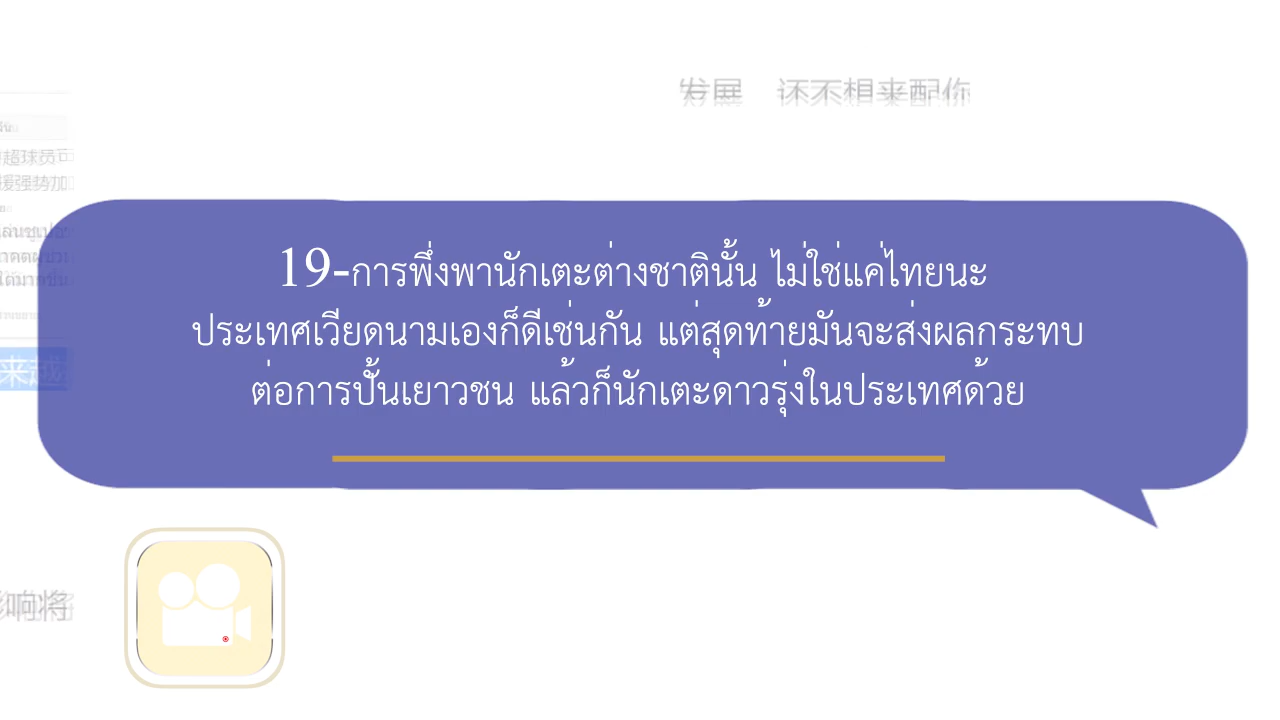 发展 还不想来配你
19-การพึ่งพานักเตะต่างชาตินั้น ไม่ใช่แค่ไทยนะ
ประเทศเวียดนามเองก็ดีเช่นกัน แต่สุดท้ายมันจะส่งผลกระทบ
ต่อการปั้นเยาวชน แล้วก็นักเตะดาวรุ่งในประเทศด้วย
来越
响将